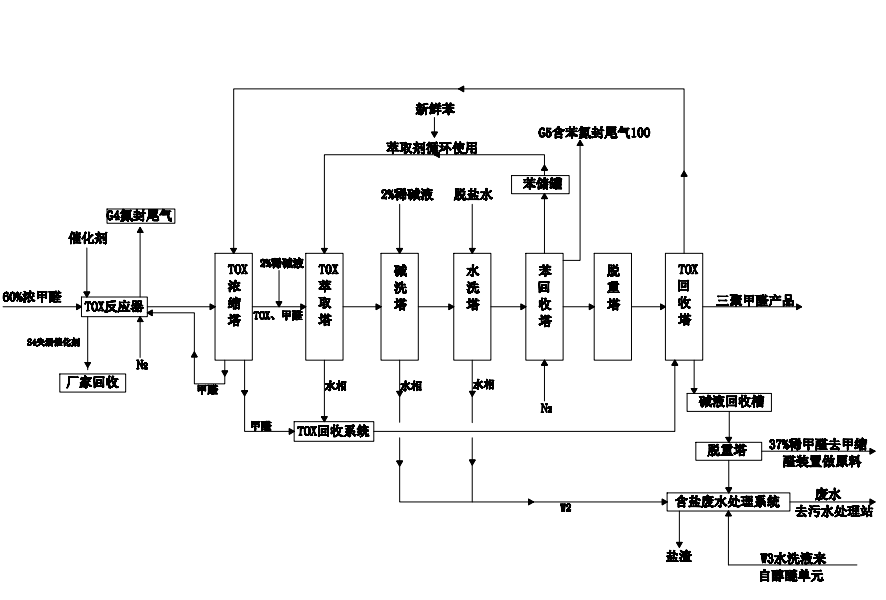 新鲜苯
G5含苯氮封尾气100
萃取剂循环使用
苯储罐
2%稀碱液
脱盐水
G4氮封尾气
催化剂
TOX浓缩塔
2%稀碱液
TOX萃取塔
碱洗塔
水洗塔
苯回收塔
脱重塔
TOX回收塔
60%浓甲醛
TOX反应器
TOX、甲醛
三聚甲醛产品
S4失活催化剂
N2
厂家回收
甲醛
水相
水相
水相
N2
碱液回收槽
甲醛
TOX回收系统
脱重塔
37%稀甲醛去甲缩
醛装置做原料
W2
含盐废水处理系统
废水
去污水处理站
盐渣
W3水洗液来
自醇醚单元